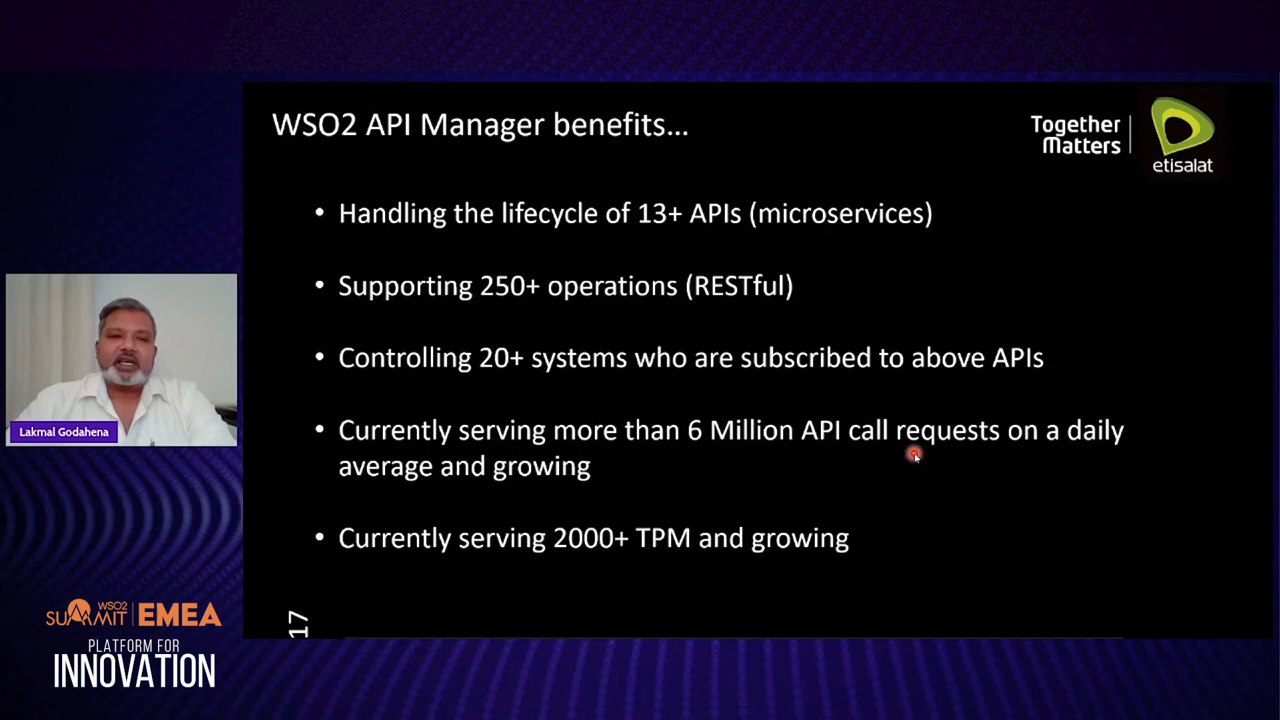 WSO2 API Manager benefits...
Together
Matters
etisalat
• Handling the lifecycle of 13+ APIs (microservices)
• Supporting 250+ operations (RESTful)
• Controlling 20+ systems who are subscribed to above APIs
• Currently serving more than 6 Million API call requests on a daily
average and growing
• Currently serving 2000+ TPM and growing
17
Lakmal Godahena
WSO2
SUMMIT EMEA
PLATFORM FOR
INNOVATION